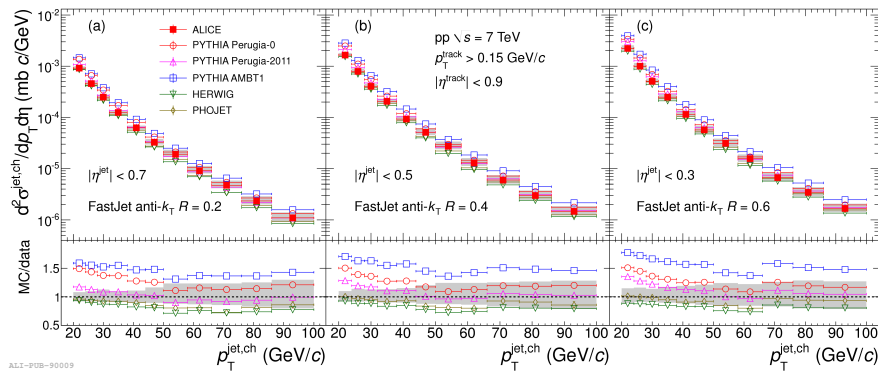 (a)
(b)
(c)
ALICE
PYTHIA Perugia-0
PYTHIA Perugia-2011
PYTHIA AMBT1
HERWIG
PHOJET
pp √s = 7 TeV
p_T^track > 0.15 GeV/c
|η^track| < 0.9
d²σ^jet,ch/dp_T dη (mb c/GeV)
10⁻²
10⁻³
10⁻⁴
10⁻⁵
10⁻⁶
|η^jet| < 0.7
FastJet anti-k_T R = 0.2
|η^jet| < 0.5
FastJet anti-k_T R = 0.4
|η^jet| < 0.3
FastJet anti-k_T R = 0.6
MC/data
1.5
1
0.5
20 30 40 50 60 70 80 90 100
20 30 40 50 60 70 80 90 100
20 30 40 50 60 70 80 90 100
p_T^jet,ch (GeV/c)
p_T^jet,ch (GeV/c)
p_T^jet,ch (GeV/c)
ALI-PUB-90009